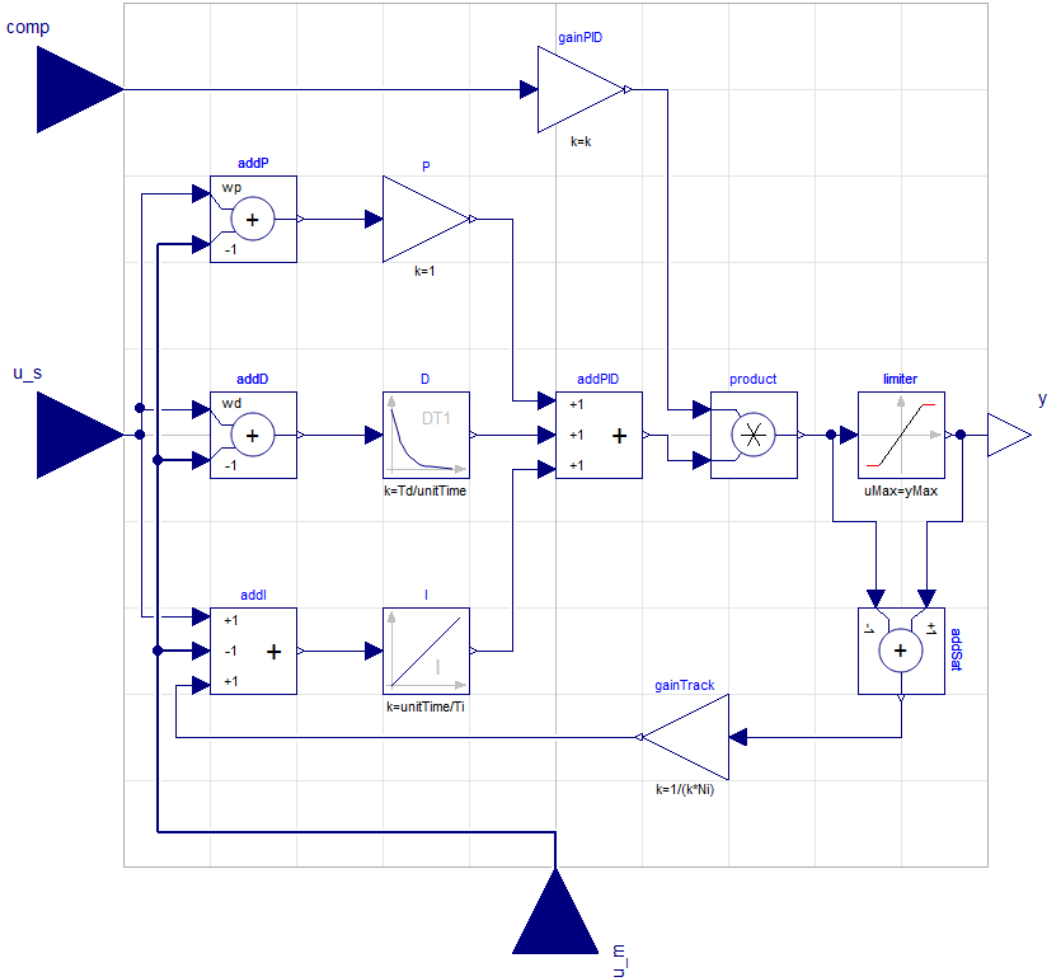 comp
gainPID
k=k
addP
wp
+
-1
P
k=1
u_s
addD
wd
+
-1
D
DT1
k=Td/unitTime
addPID
+1
+1
+
+1
product
limiter
uMax=yMax
y
addI
+1
-1
+
+1
I
I
k=unitTime/Ti
-1
+1
+
addSat
gainTrack
k=1/(k*Ni)
u_m